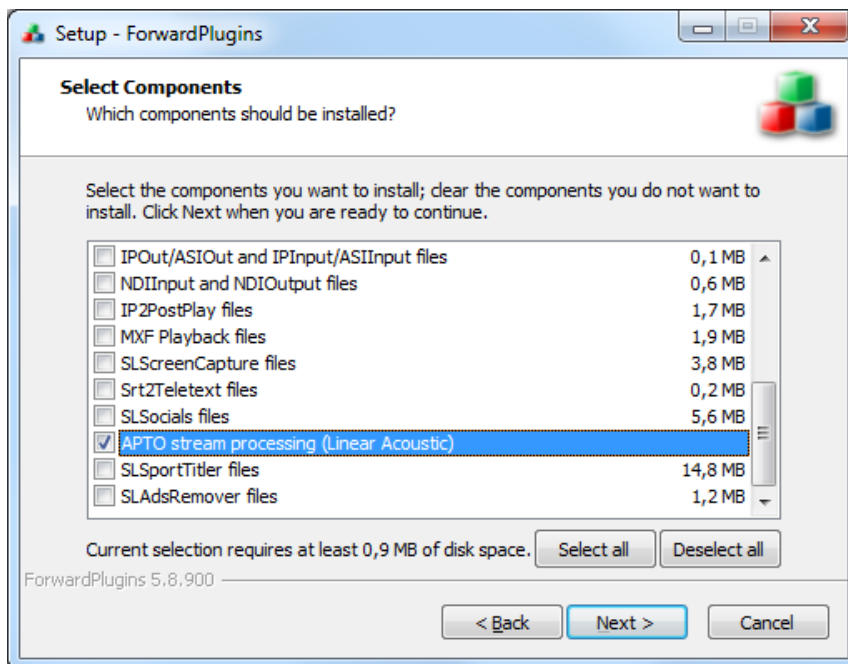 Setup - ForwardPlugins
Select Components
Which components should be installed?
Select the components you want to install; clear the components you do not want to
install. Click Next when you are ready to continue.
IPOut/ASIOut and IPInput/ASIInput files 0,1 MB
NDIInput and NDIOutput files 0,6 MB
IP2PostPlay files 1,7 MB
MXF Playback files 1,9 MB
SLScreenCapture files 3,8 MB
Srt2Teletext files 0,2 MB
SLSocials files 5,6 MB
APTO stream processing (Linear Acoustic)
SLSportTitler files 14,8 MB
SLAdsRemover files 1,2 MB
Current selection requires at least 0,9 MB of disk space. Select all Deselect all
ForwardPlugins 5.8.900
< Back Next > Cancel